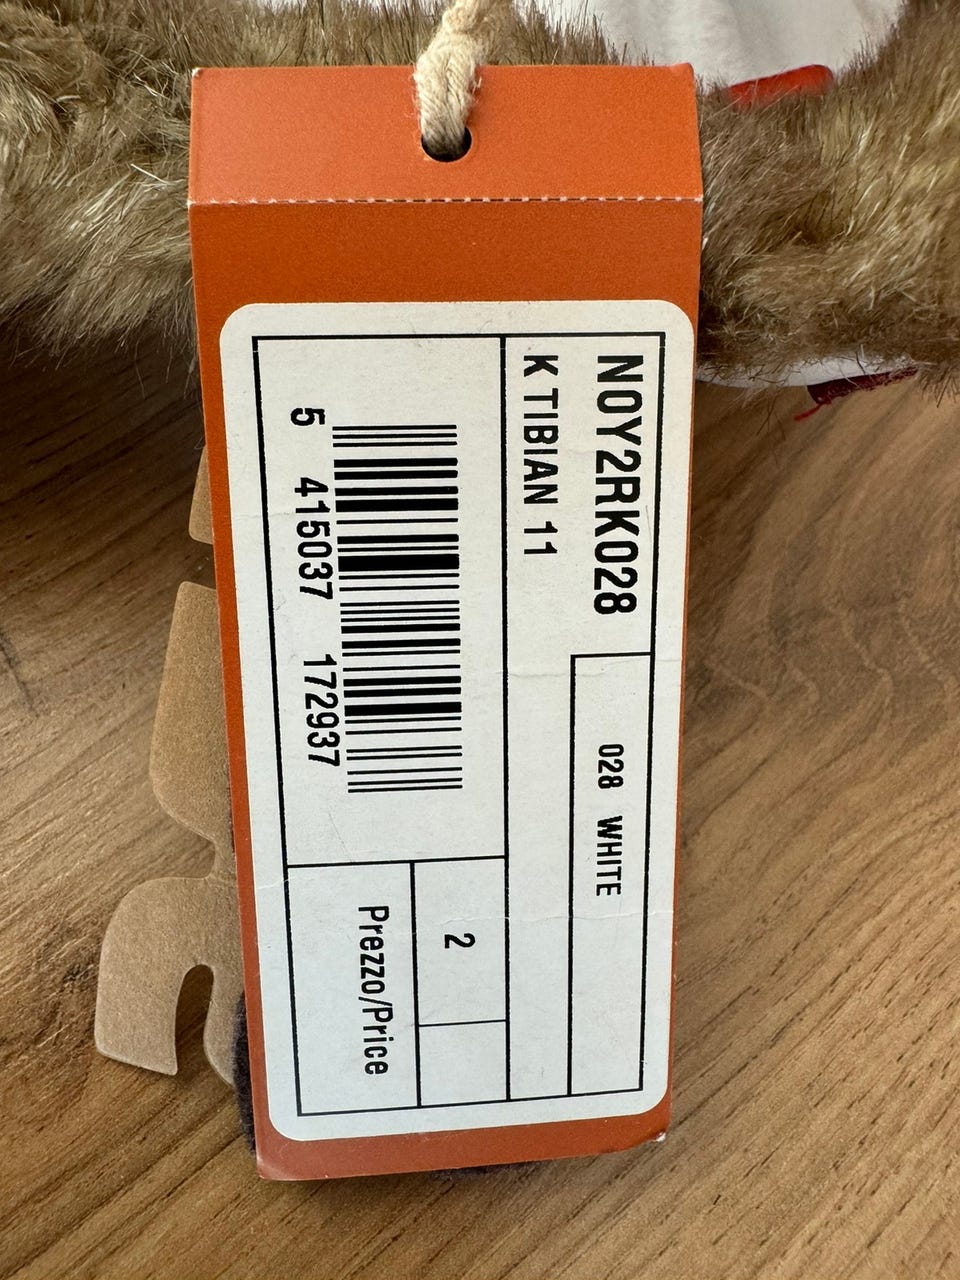 N0Y2RK028
K TIBIAN 11
028 WHITE
5 415037 172937
2
Prezzo/Price